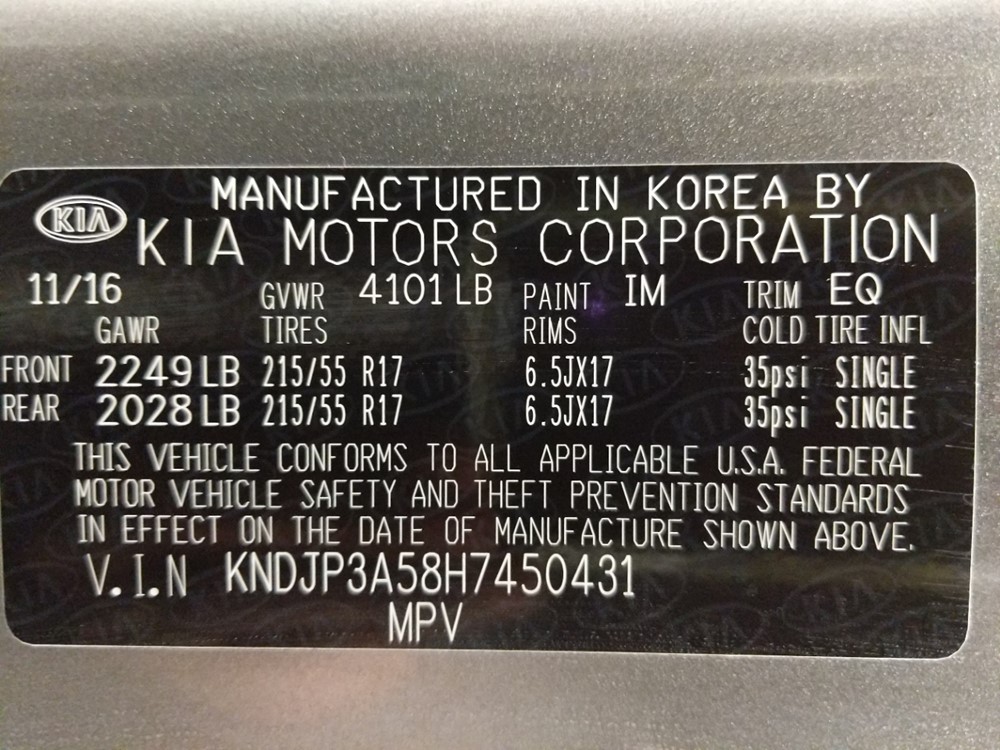 KIA MANUFACTURED IN KOREA BY
KIA MOTORS CORPORATION
11/16 GVWR 4101 LB PAINT IM TRIM EQ
GAWR TIRES RIMS COLD TIRE INFL
FRONT 2249 LB 215/55 R17 6.5JX17 35psi SINGLE
REAR 2028 LB 215/55 R17 6.5JX17 35psi SINGLE
THIS VEHICLE CONFORMS TO ALL APPLICABLE U.S.A. FEDERAL
MOTOR VEHICLE SAFETY AND THEFT PREVENTION STANDARDS
IN EFFECT ON THE DATE OF MANUFACTURE SHOWN ABOVE.
V.I.N KNDJP3A58H7450431
MPV